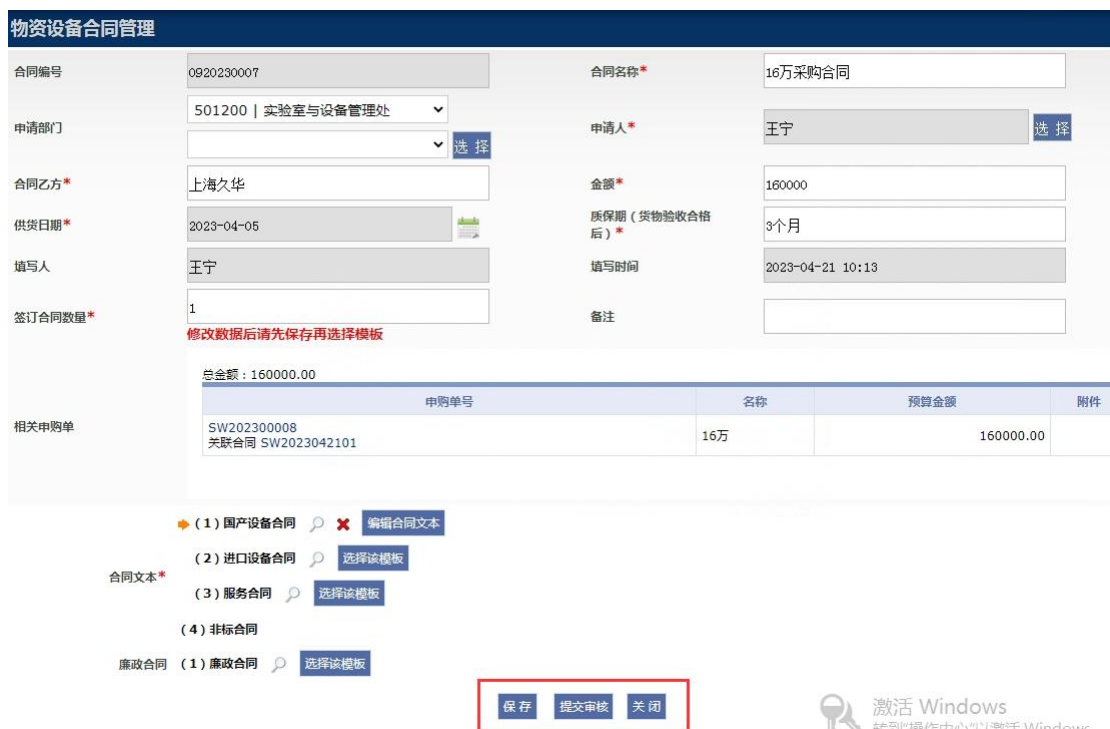 物资设备合同管理
合同编号 0920230007 合同名称* 16万采购合同
申请部门 501200 | 实验室与设备管理处 选 择 申请人* 王宁 选 择
合同乙方* 上海久华 金额* 160000
供货日期* 2023-04-05 质保期（货物验收合格
后）* 3个月
填写人 王宁 填写时间 2023-04-21 10:13
签订合同数量* 1 备注
修改数据后请先保存再选择模板
总金额：160000.00
申购单号 名称 预算金额 附件
相关申购单 SW202300008 16万 160000.00
关联合同 SW2023042101
（1）国产设备合同 编辑合同文本
（2）进口设备合同 选择该模板
合同文本*
（3）服务合同 选择该模板
（4）非标合同
廉政合同 （1）廉政合同 选择该模板
保 存 提交审核 关 闭
激活 Windows
转到"操作中心"以激活 Windows